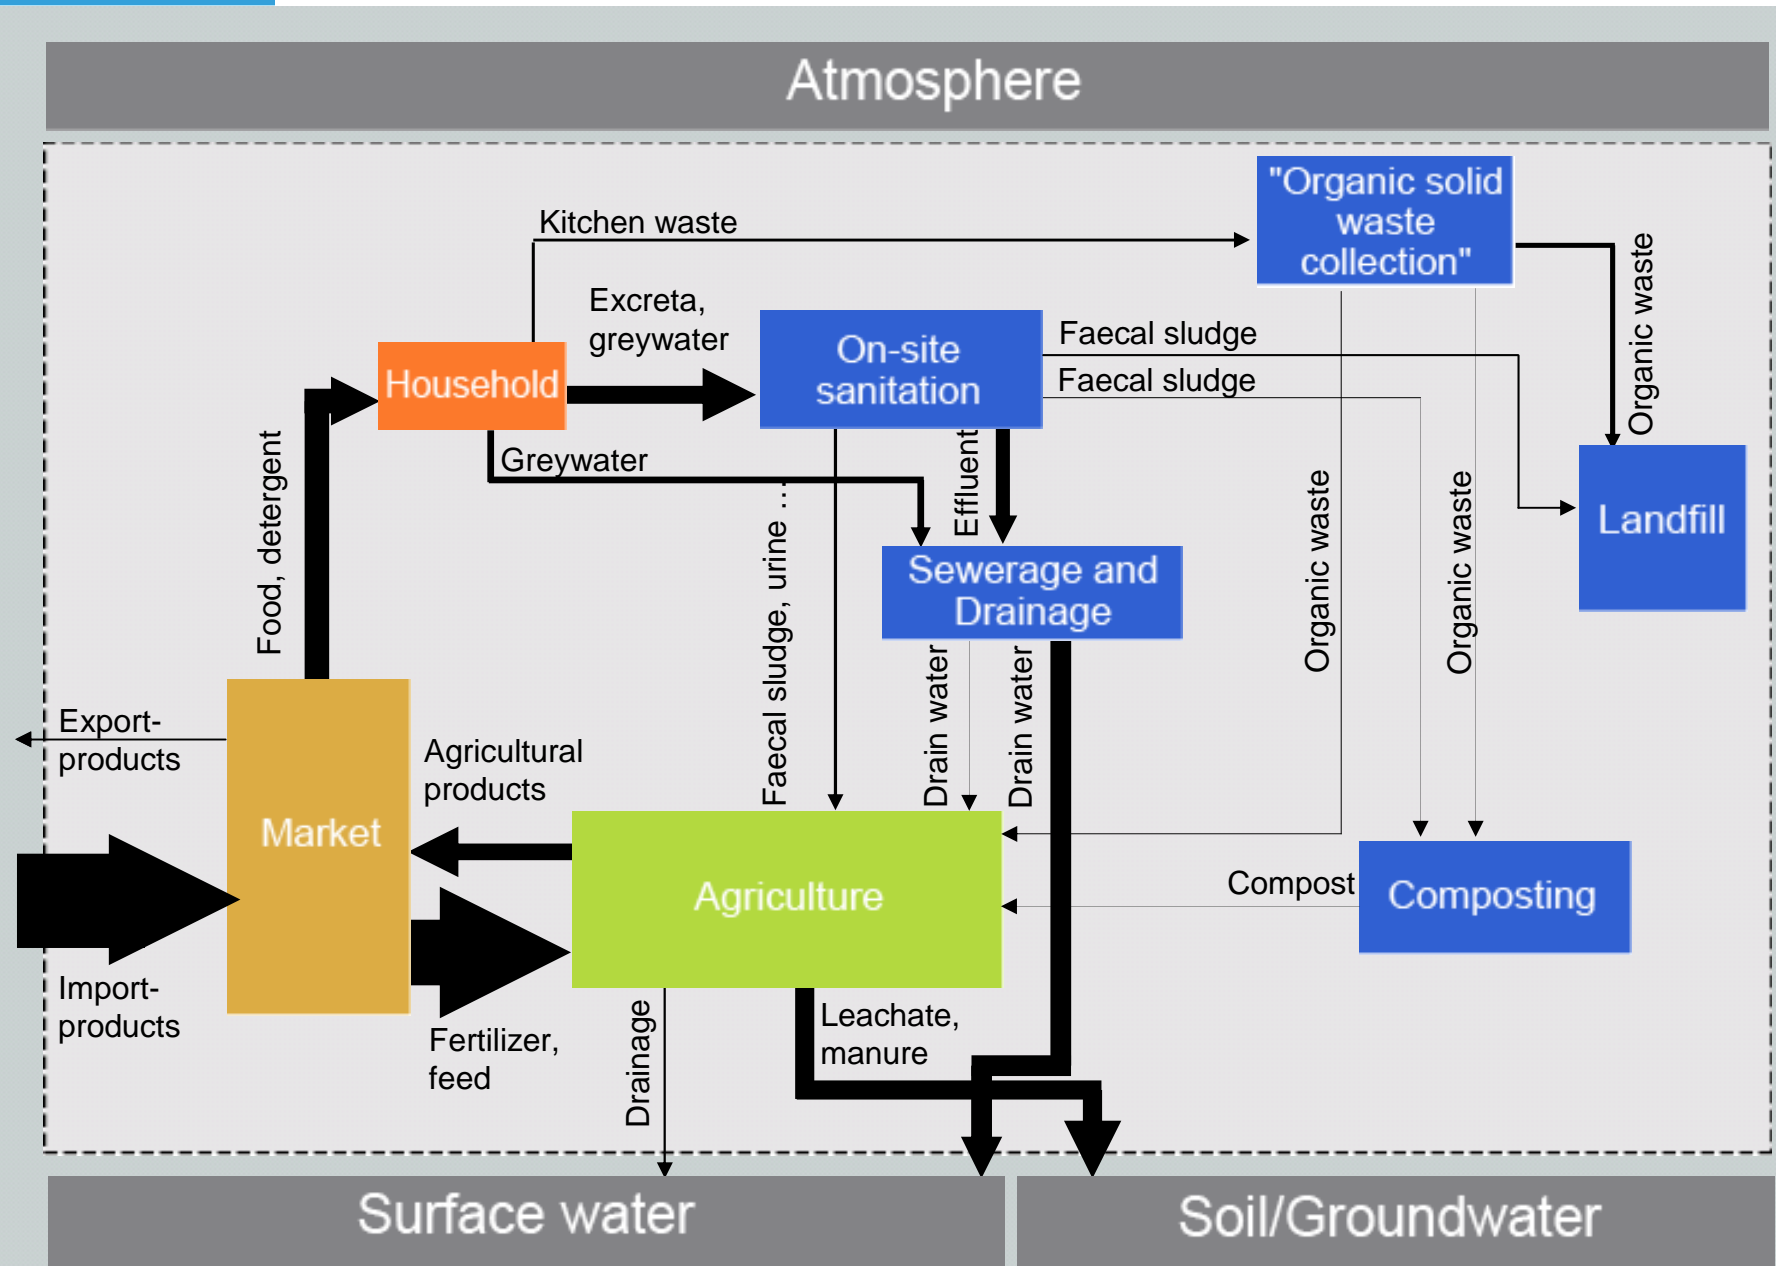 Atmosphere
"Organic solid
waste
collection"
Kitchen waste
Organic waste
Excreta,
greywater
On-site
sanitation
Faecal sludge
Faecal sludge
Household
Greywater
Effluent
Food, detergent
Faecal sludge, urine ...
Organic waste
Organic waste
Landfill
Sewerage and
Drainage
Drain water
Drain water
Export-
products
Agricultural
products
Market
Agriculture
Compost
Composting
Import-
products
Fertilizer,
feed
Drainage
Leachate,
manure
Surface water
Soil/Groundwater